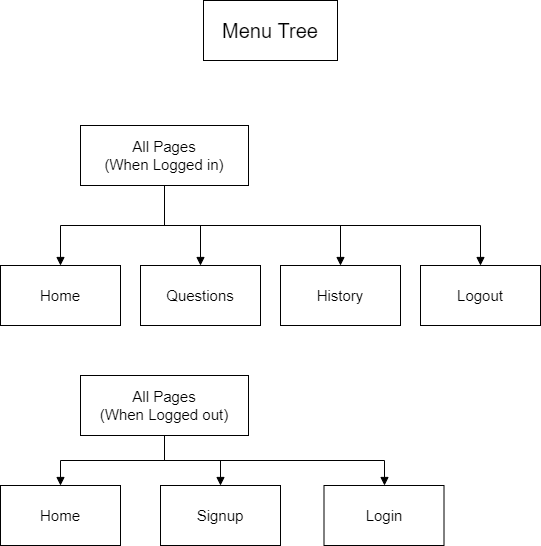 Menu Tree
All Pages
(When Logged in)
Home
Questions
History
Logout
All Pages
(When Logged out)
Home
Signup
Login